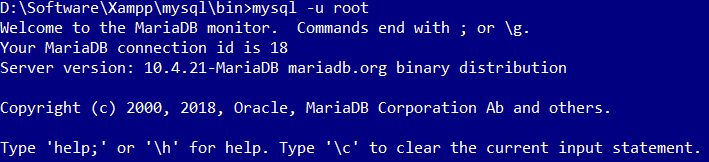 D:\Software\Xampp\mysql\bin>mysql -u root
Welcome to the MariaDB monitor.  Commands end with ; or \g.
Your MariaDB connection id is 18
Server version: 10.4.21-MariaDB mariadb.org binary distribution

Copyright (c) 2000, 2018, Oracle, MariaDB Corporation Ab and others.

Type 'help;' or '\h' for help. Type '\c' to clear the current input statement.